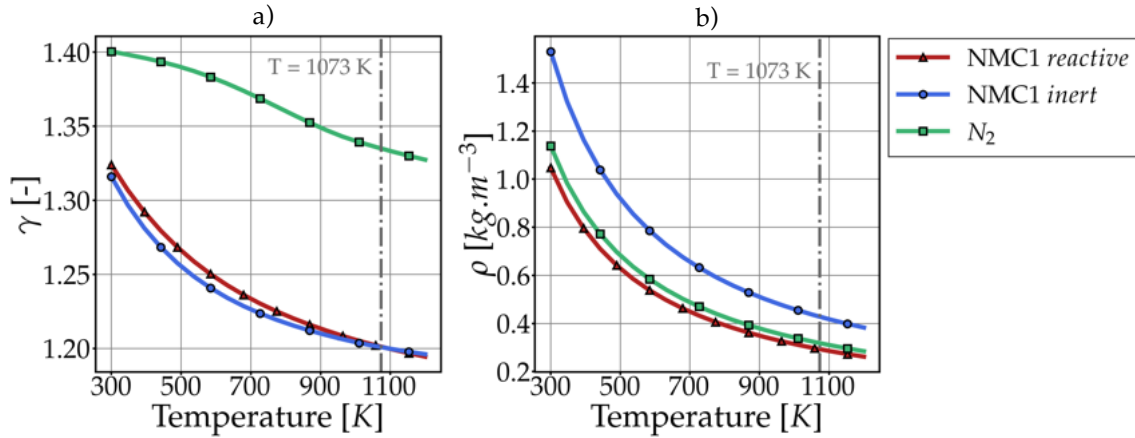 a)
1.40
1.35
1.30
1.25
1.20
γ [-]
T = 1073 K
300 500 700 900 1100
Temperature [K]
b)
1.4
1.2
1.0
0.8
0.6
0.4
0.2
ρ [kg.m⁻³]
T = 1073 K
300 500 700 900 1100
Temperature [K]
NMC1 reactive
NMC1 inert
N₂